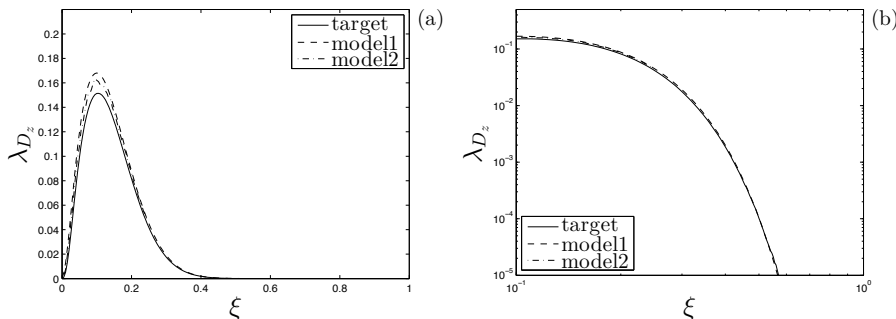 (a)
target
model1
model2
0.2
0.18
0.16
0.14
0.12
0.1
0.08
0.06
0.04
0.02
0
λ_{D_z}
0 0.2 0.4 0.6 0.8 1
ξ
(b)
10⁻¹
10⁻²
10⁻³
10⁻⁴
10⁻⁵
λ_{D_z}
target
model1
model2
10⁻¹ 10⁰
ξ